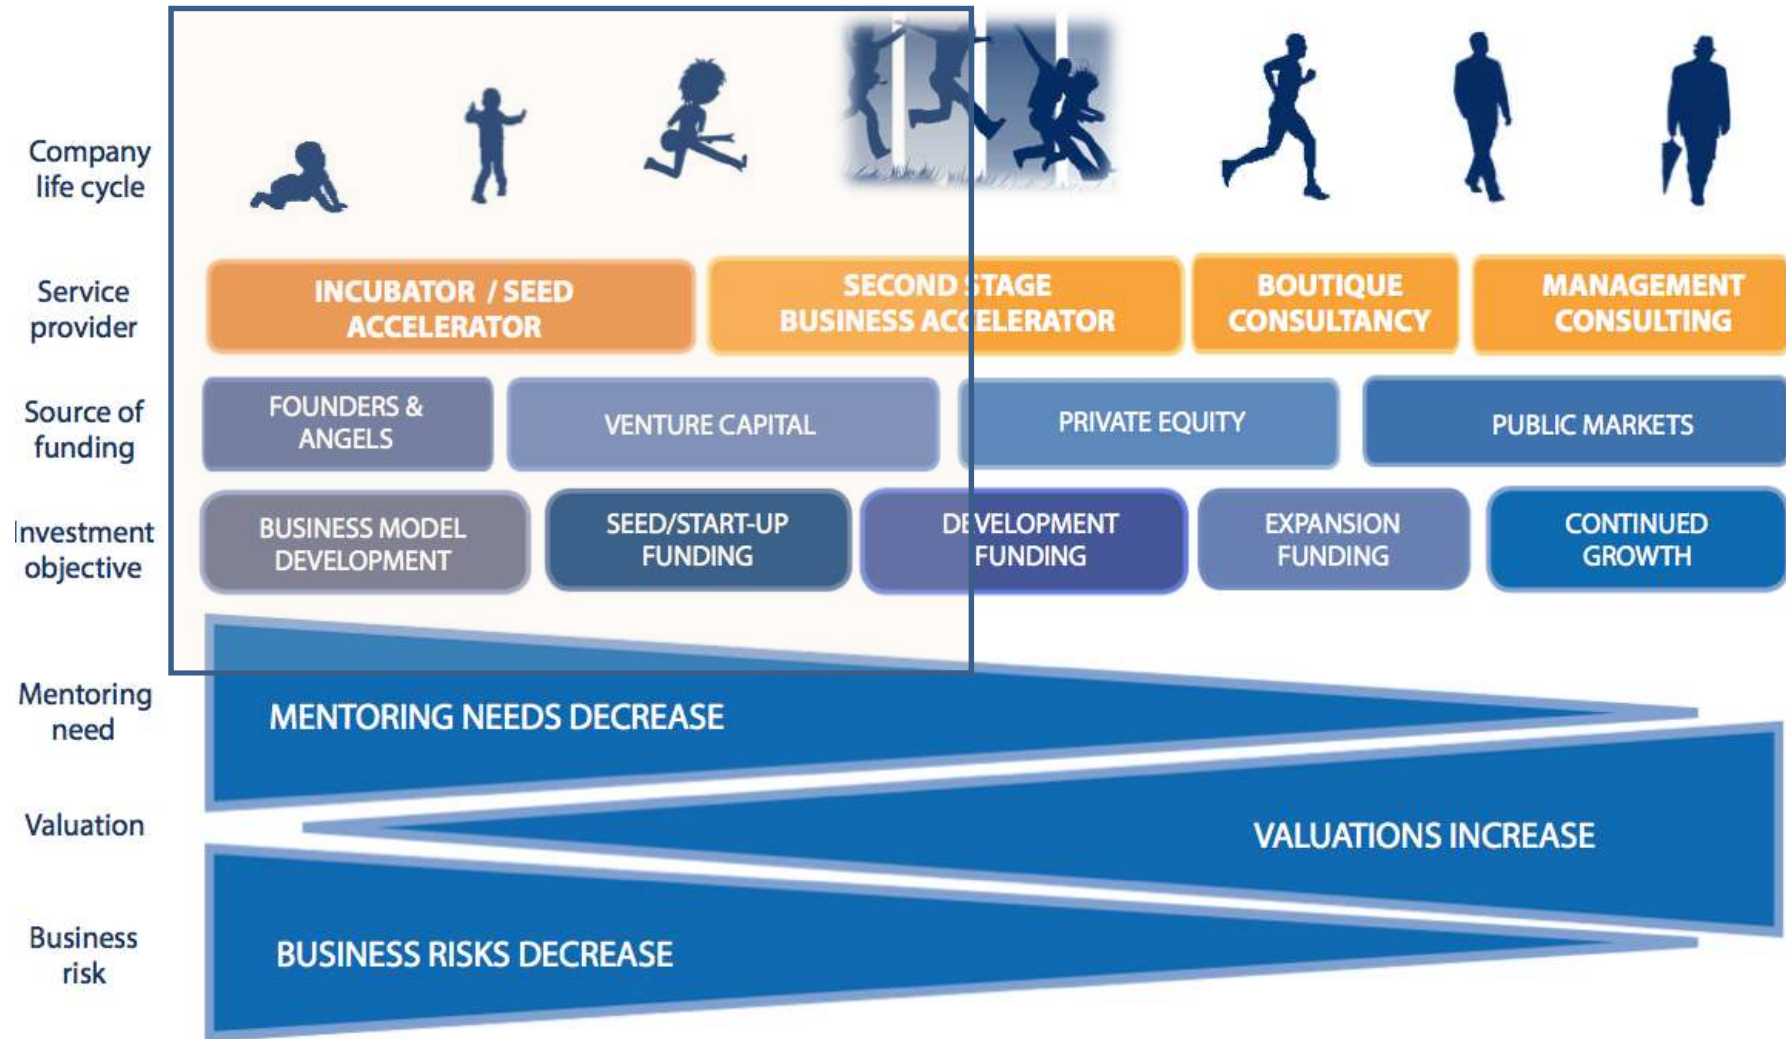 Company
life cycle
Service
provider
INCUBATOR / SEED
ACCELERATOR
SECOND STAGE
BUSINESS ACCELERATOR
BOUTIQUE
CONSULTANCY
MANAGEMENT
CONSULTING
Source of
funding
FOUNDERS &
ANGELS
VENTURE CAPITAL
PRIVATE EQUITY
PUBLIC MARKETS
Investment
objective
BUSINESS MODEL
DEVELOPMENT
SEED/START-UP
FUNDING
DEVELOPMENT
FUNDING
EXPANSION
FUNDING
CONTINUED
GROWTH
Mentoring
need
MENTORING NEEDS DECREASE
Valuation
VALUATIONS INCREASE
Business
risk
BUSINESS RISKS DECREASE